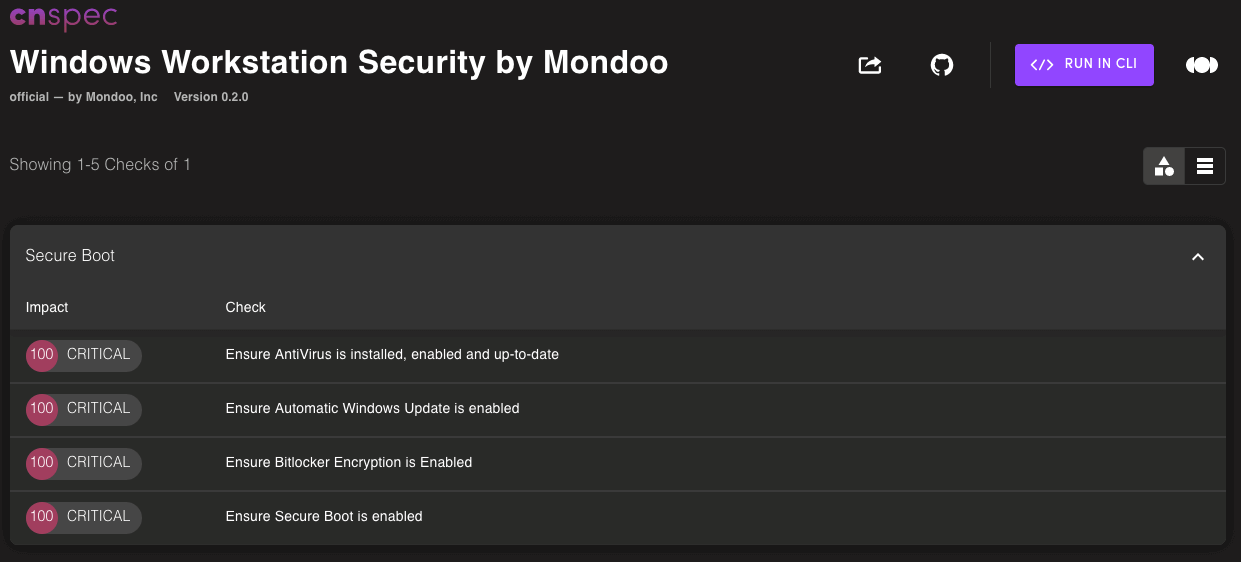 cnspec
Windows Workstation Security by Mondoo
official — by Mondoo, Inc Version 0.2.0
</> RUN IN CLI
Showing 1-5 Checks of 1
Secure Boot
Impact Check
100 CRITICAL Ensure AntiVirus is installed, enabled and up-to-date
100 CRITICAL Ensure Automatic Windows Update is enabled
100 CRITICAL Ensure Bitlocker Encryption is Enabled
100 CRITICAL Ensure Secure Boot is enabled